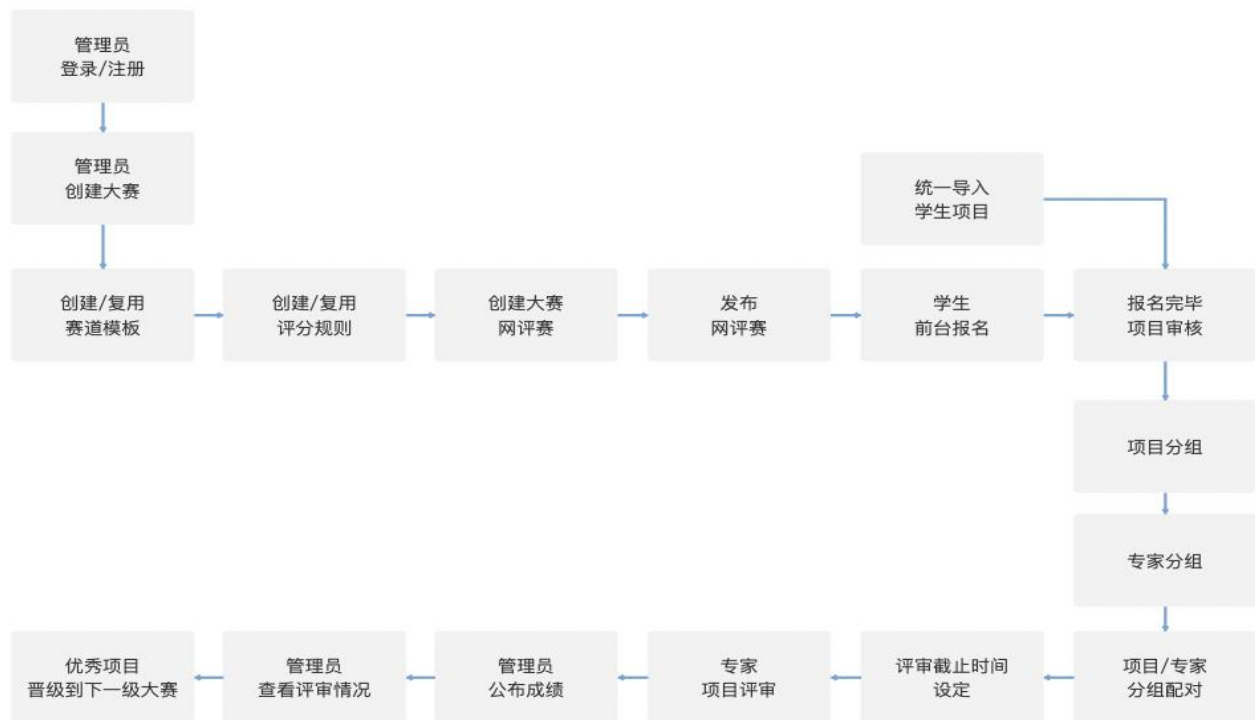 管理员
登录/注册
管理员
创建大赛
统一导入
学生项目
创建/复用
赛道模板
创建/复用
评分规则
创建大赛
网评赛
发布
网评赛
学生
前台报名
报名完毕
项目审核
项目分组
专家分组
项目/专家
分组配对
评审截止时间
设定
专家
项目评审
管理员
公布成绩
管理员
查看评审情况
优秀项目
晋级到下一级大赛